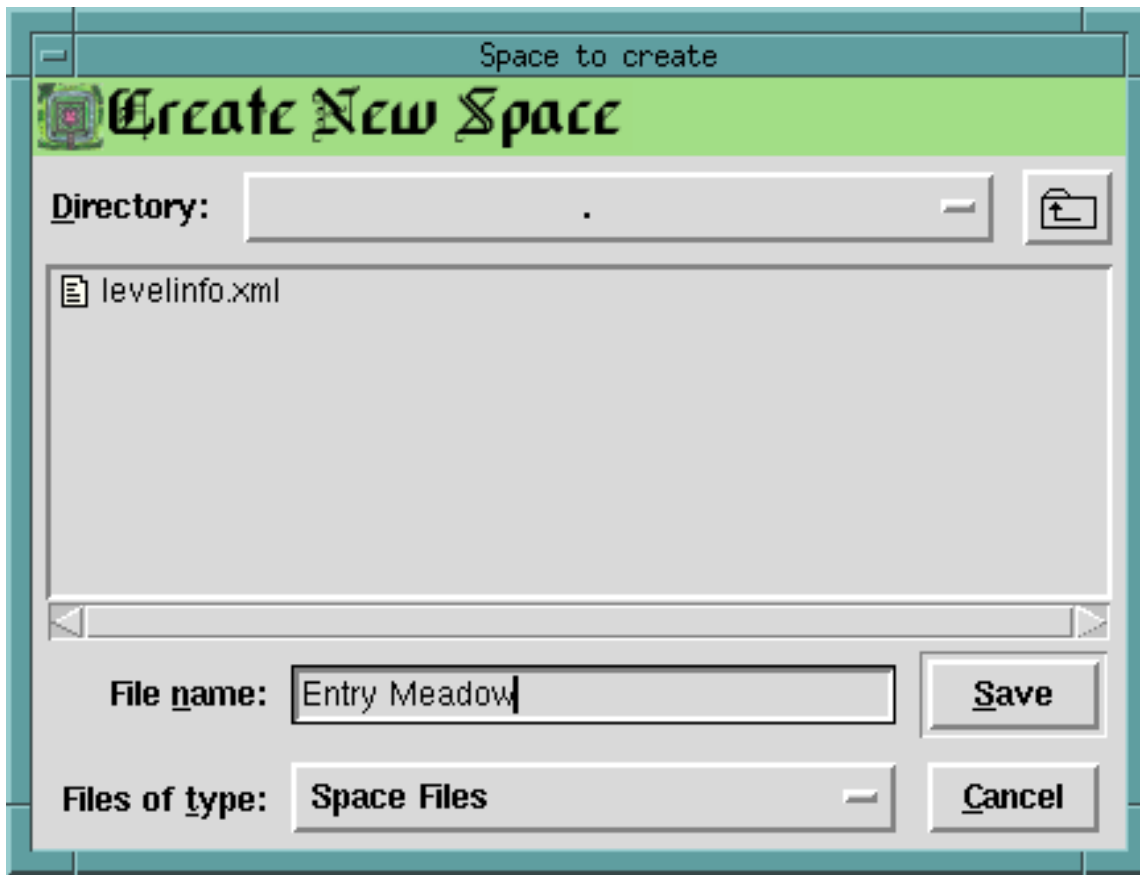 Space to create
Create New Space
Directory: .
levelinfo.xml
File name: Entry Meadow Save
Files of type: Space Files Cancel